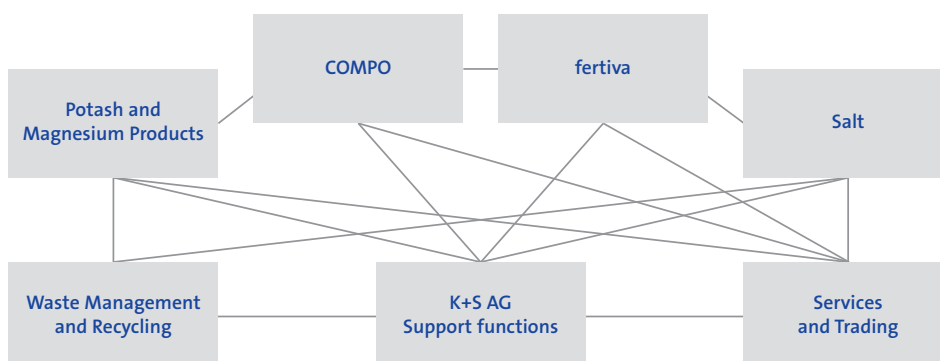 COMPO
fertiva
Potash and
Magnesium Products
Salt
Waste Management
and Recycling
K+S AG
Support functions
Services
and Trading